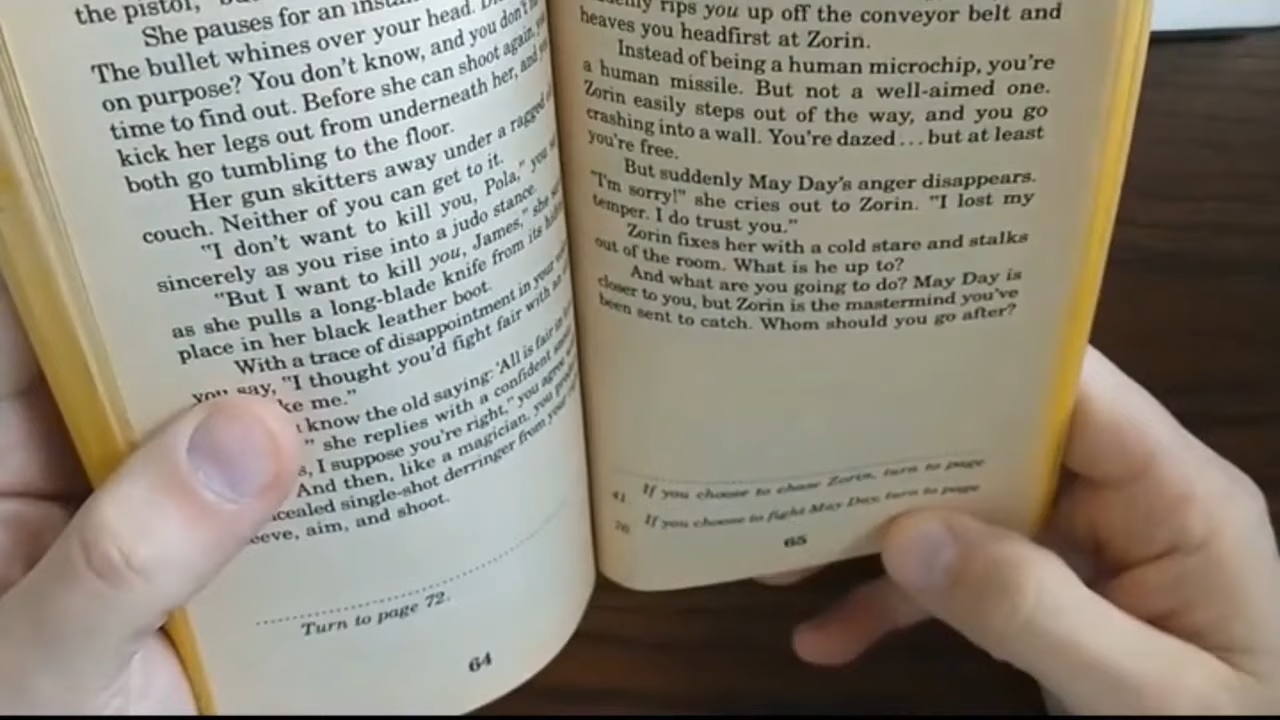 the pistol,
She pauses for an
The bullet whines over your head.
on purpose? You don't know, and you don't
time to find out. Before she can shoot again,
kick her legs out from underneath her, and
both go tumbling to the floor.
Her gun skitters away under a ragged
couch. Neither of you can get to it.
"I don't want to kill you, Pola," you
sincerely as you rise into a judo stance.
"But I want to kill you, James," she
as she pulls a long-blade knife from its
place in her black leather boot.
With a trace of disappointment in your
you say, "I thought you'd fight fair with
me."
know the old saying: 'All is fair in
" she replies with a confident
I suppose you're right," you
And then, like a magician, you
single-shot derringer from your
aim, and shoot.
Turn to page 72.
64
rips you up off the conveyor belt and
heaves you headfirst at Zorin.
Instead of being a human microchip, you're
a human missile. But not a well-aimed one.
Zorin easily steps out of the way, and you go
crashing into a wall. You're dazed . . . but at least
you're free.
But suddenly May Day's anger disappears.
"I'm sorry!" she cries out to Zorin. "I lost my
temper. I do trust you."
Zorin fixes her with a cold stare and stalks
out of the room. What is he up to?
And what are you going to do? May Day is
closer to you, but Zorin is the mastermind you've
been sent to catch. Whom should you go after?
If you choose to chase Zorin, turn to page
41
If you choose to fight May Day, turn to page
65